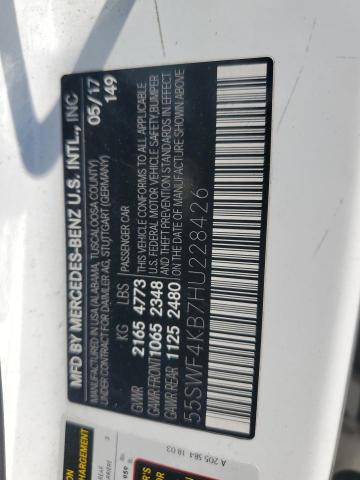 MFD BY MERCEDES-BENZ U.S. INTL., INC.
MANUFACTURED IN USA (ALABAMA, TUSCALOOSA COUNTY)
UNDER CONTRACT FOR DAIMLER AG, STUTTGART (GERMANY)
05/17
149
KG LBS
GVWR 2165 4773
GAWR FRONT 1065 2348
GAWR REAR 1125 2480
PASSENGER CAR
THIS VEHICLE CONFORMS TO ALL APPLICABLE
U.S. FEDERAL MOTOR VEHICLE SAFETY, BUMPER
AND THEFT PREVENTION STANDARDS IN EFFECT
ON THE DATE OF MANUFACTURE SHOWN ABOVE
55SWF4KB7HU228426
A 205 584 18 03